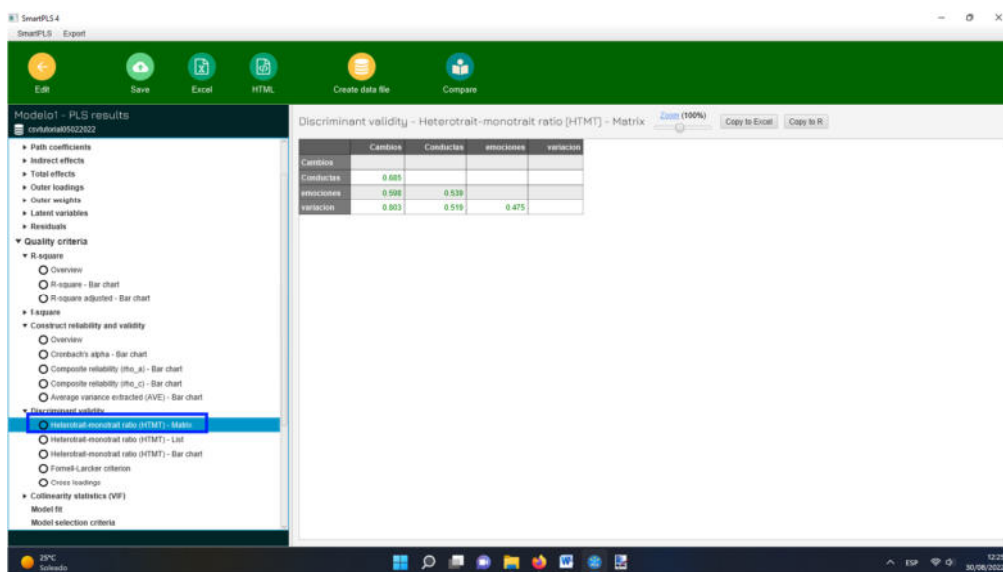 SmartPLS 4
SmartPLS Export
Edit Save Excel HTML Create data file Compare
Modelo1 - PLS results
csvtutorial05022022
Path coefficients
Indirect effects
Total effects
Outer loadings
Outer weights
Latent variables
Residuals
Quality criteria
R-square
Overview
R-square - Bar chart
R-square adjusted - Bar chart
f-square
Construct reliability and validity
Overview
Cronbach's alpha - Bar chart
Composite reliability (rho_a) - Bar chart
Composite reliability (rho_c) - Bar chart
Average variance extracted (AVE) - Bar chart
Discriminant validity
Heterotrait-monotrait ratio (HTMT) - Matrix
Heterotrait-monotrait ratio (HTMT) - List
Heterotrait-monotrait ratio (HTMT) - Bar chart
Fornell-Larcker criterion
Cross loadings
Collinearity statistics (VIF)
Model fit
Model selection criteria
Discriminant validity - Heterotrait-monotrait ratio (HTMT) - Matrix Zoom (100%) Copy to Excel Copy to R
Cambios Conductas emociones variacion
Cambios
Conductas 0.685
emociones 0.598 0.539
variacion 0.803 0.519 0.475
25°C
Soleado
ESP
12:25
30/08/2022